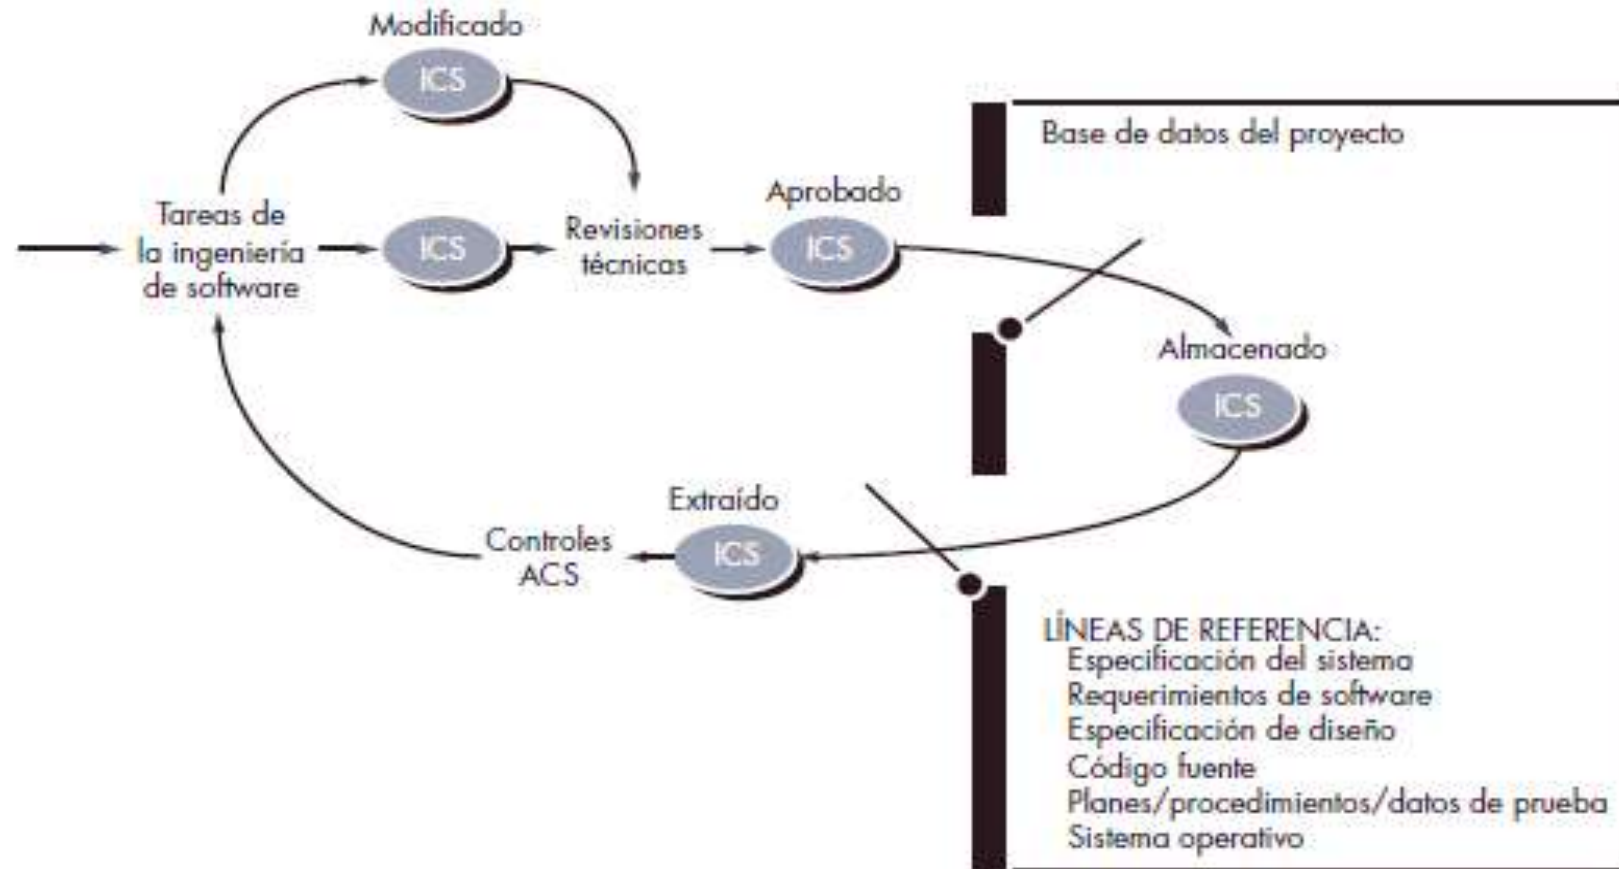 Modificado
ICS
Base de datos del proyecto
Tareas de
la ingeniería
de software
ICS
Revisiones
técnicas
Aprobado
ICS
Almacenado
ICS
Extraído
ICS
Controles
ACS
LÍNEAS DE REFERENCIA:
Especificación del sistema
Requerimientos de software
Especificación de diseño
Código fuente
Planes/procedimientos/datos de prueba
Sistema operativo